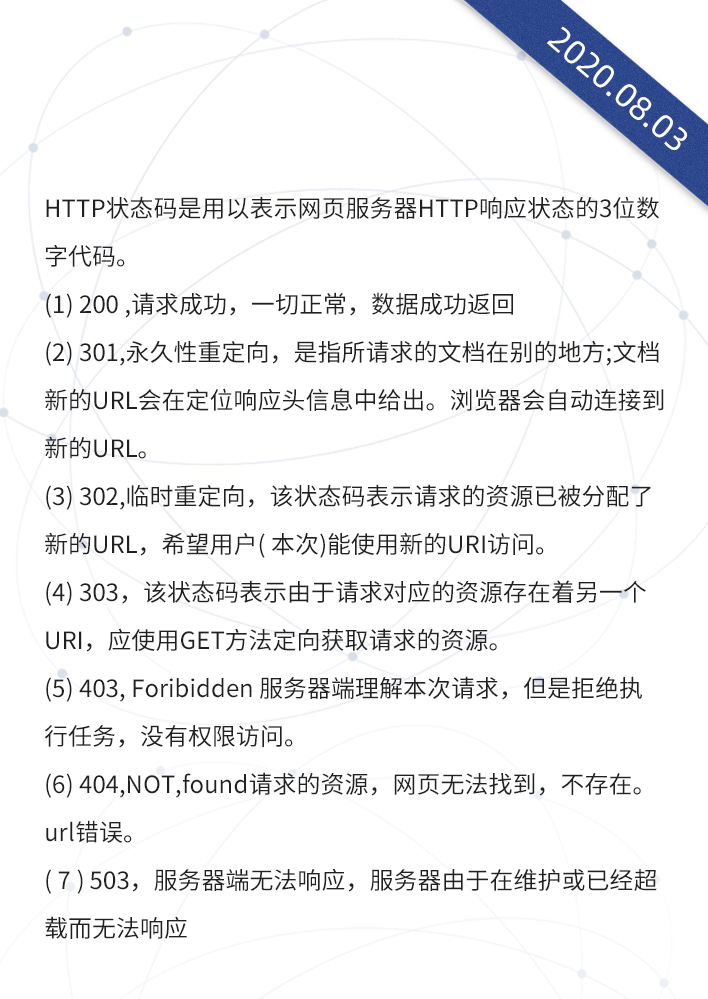 2020.08.03
HTTP状态码是用以表示网页服务器HTTP响应状态的3位数
字代码。
(1) 200 ,请求成功，一切正常，数据成功返回
(2) 301,永久性重定向，是指所请求的文档在别的地方;文档
新的URL会在定位响应头信息中给出。浏览器会自动连接到
新的URL。
(3) 302,临时重定向，该状态码表示请求的资源已被分配了
新的URL，希望用户( 本次)能使用新的URI访问。
(4) 303，该状态码表示由于请求对应的资源存在着另一个
URI，应使用GET方法定向获取请求的资源。
(5) 403, Foribidden 服务器端理解本次请求，但是拒绝执
行任务，没有权限访问。
(6) 404,NOT,found请求的资源，网页无法找到，不存在。
url错误。
( 7 ) 503，服务器端无法响应，服务器由于在维护或已经超
载而无法响应